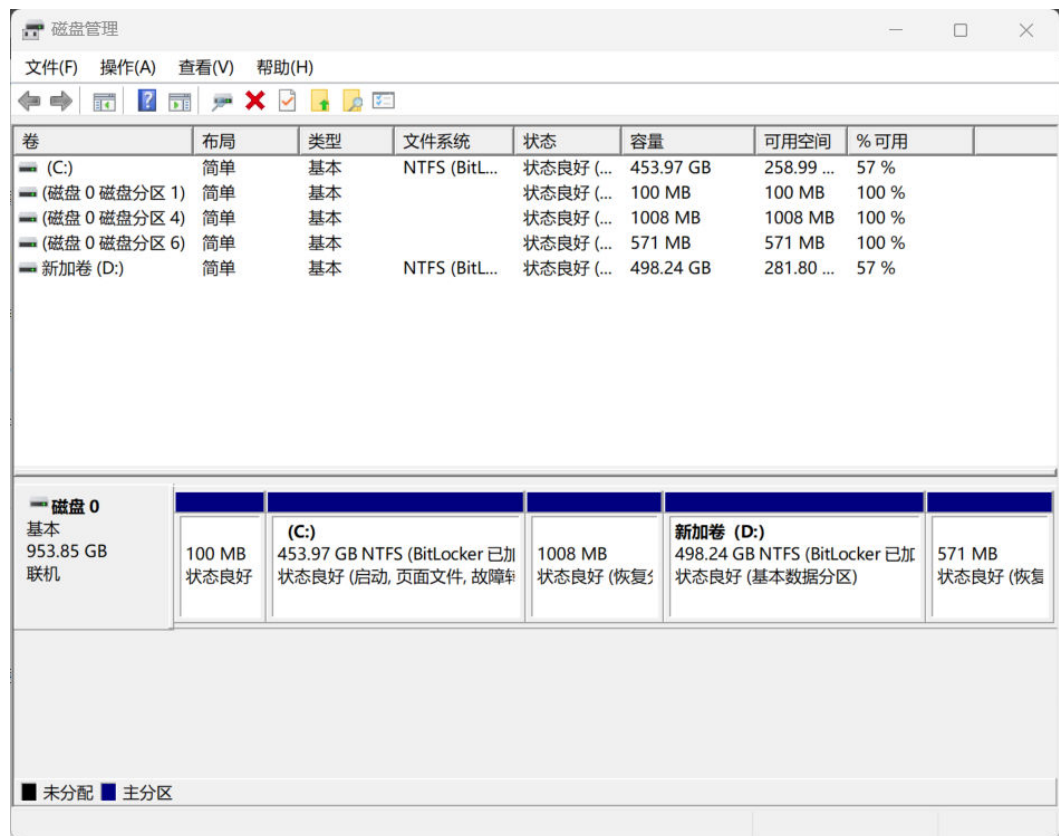 磁盘管理
文件(F) 操作(A) 查看(V) 帮助(H)
卷 布局 类型 文件系统 状态 容量 可用空间 % 可用
(C:) 简单 基本 NTFS (BitL... 状态良好 (... 453.97 GB 258.99 ... 57 %
(磁盘 0 磁盘分区 1) 简单 基本 状态良好 (... 100 MB 100 MB 100 %
(磁盘 0 磁盘分区 4) 简单 基本 状态良好 (... 1008 MB 1008 MB 100 %
(磁盘 0 磁盘分区 6) 简单 基本 状态良好 (... 571 MB 571 MB 100 %
新加卷 (D:) 简单 基本 NTFS (BitL... 状态良好 (... 498.24 GB 281.80 ... 57 %
磁盘 0
基本
953.85 GB
联机
100 MB
状态良好
(C:)
453.97 GB NTFS (BitLocker 已加
状态良好 (启动, 页面文件, 故障转
1008 MB
状态良好 (恢复分
新加卷 (D:)
498.24 GB NTFS (BitLocker 已加
状态良好 (基本数据分区)
571 MB
状态良好 (恢复
未分配 主分区